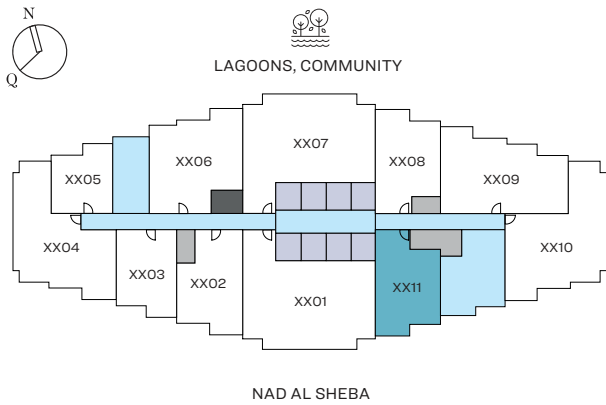 N
Q
LAGOONS, COMMUNITY
XX07
XX06
XX08
XX05
XX09
XX04
XX03
XX02
XX01
XX11
XX10
NAD AL SHEBA